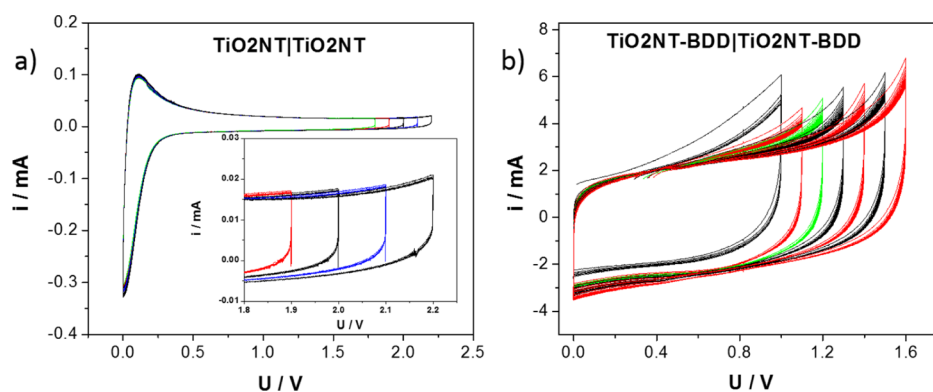 a)
TiO2NT|TiO2NT
i / mA
0.2
0.1
0.0
-0.1
-0.2
-0.3
-0.4
0.0 0.5 1.0 1.5 2.0 2.5
U / V
i / mA
0.03
0.02
0.01
0.00
-0.01
1.8 1.9 2.0 2.1 2.2
U / V
b)
TiO2NT-BDD|TiO2NT-BDD
i / mA
8
6
4
2
0
-2
-4
0.0 0.4 0.8 1.2 1.6
U / V